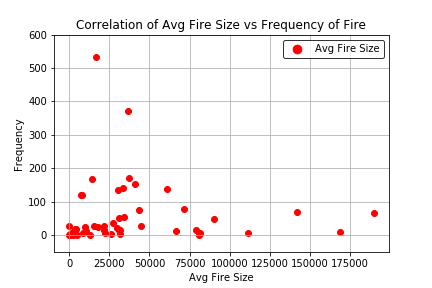 Correlation of Avg Fire Size vs Frequency of Fire
Avg Fire Size
600
500
400
300
200
100
0
Frequency
0 25000 50000 75000 100000 125000 150000 175000
Avg Fire Size